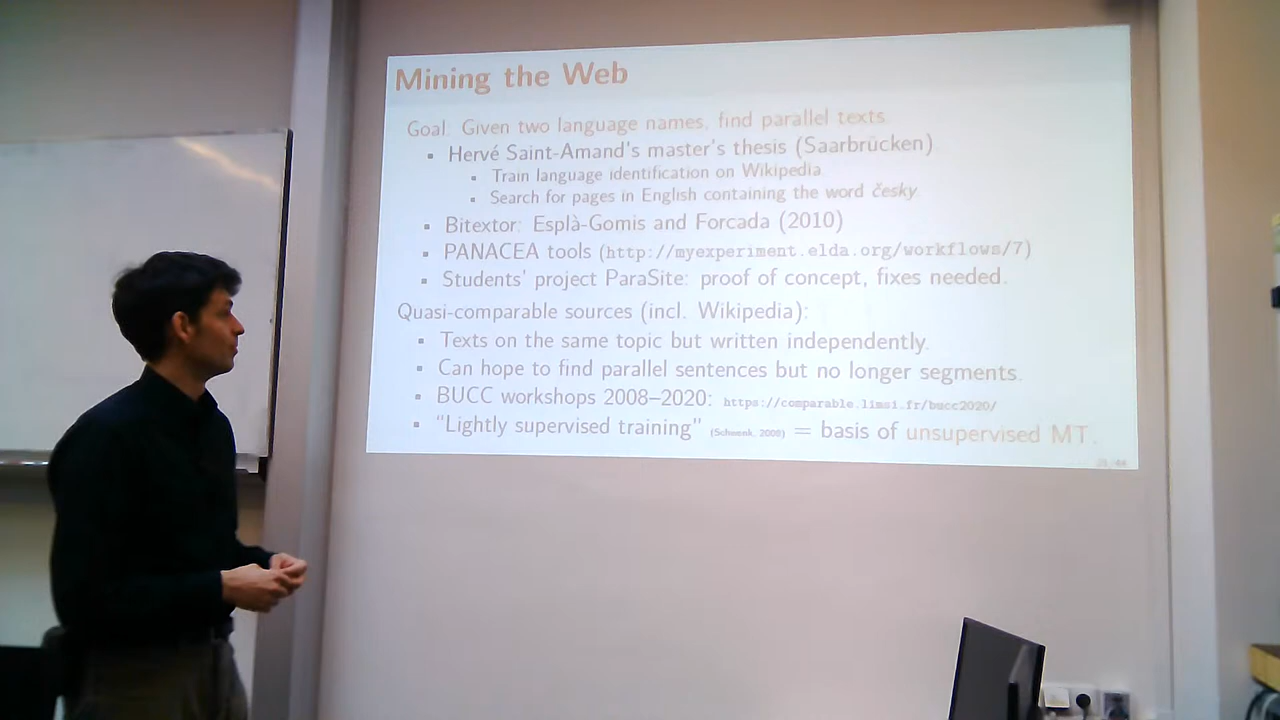 Mining the Web
Goal: Given two language names, find parallel texts.
▪ Hervé Saint-Amand's master's thesis (Saarbrücken)
▪ Train language identification on Wikipedia.
▪ Search for pages in English containing the word česky.
▪ Bitextor: Esplà-Gomis and Forcada (2010)
▪ PANACEA tools (http://myexperiment.elda.org/workflows/7)
▪ Students' project ParaSite: proof of concept, fixes needed.
Quasi-comparable sources (incl. Wikipedia):
▪ Texts on the same topic but written independently.
▪ Can hope to find parallel sentences but no longer segments.
▪ BUCC workshops 2008–2020: https://comparable.limsi.fr/bucc2020/
▪ "Lightly supervised training" (Schwenk, 2008) = basis of unsupervised MT.